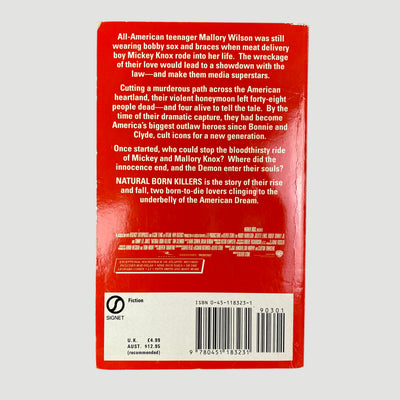 All-American teenager Mallory Wilson was still
wearing bobby sox and braces when meat delivery
boy Mickey Knox rode into her life. The wreckage
of their love would lead to a showdown with the
law—and make them media superstars.
Cutting a murderous path across the American
heartland, their violent honeymoon left forty-eight
people dead—and four alive to tell the tale. By the
time of their dramatic capture, they had become
America's biggest outlaw heroes since Bonnie and
Clyde, cult icons for a new generation.
Once started, who could stop the bloodthirsty ride
of Mickey and Mallory Knox? Where did the
innocence end, and the Demon enter their souls?
NATURAL BORN KILLERS is the story of their rise
and fall, two born-to-die lovers clinging to the
underbelly of the American Dream.
S
SIGNET
Fiction
ISBN 0-45-118323-1
90301
U.K. £4.99
AUST. $12.95
(recommended)
9 780451 183231